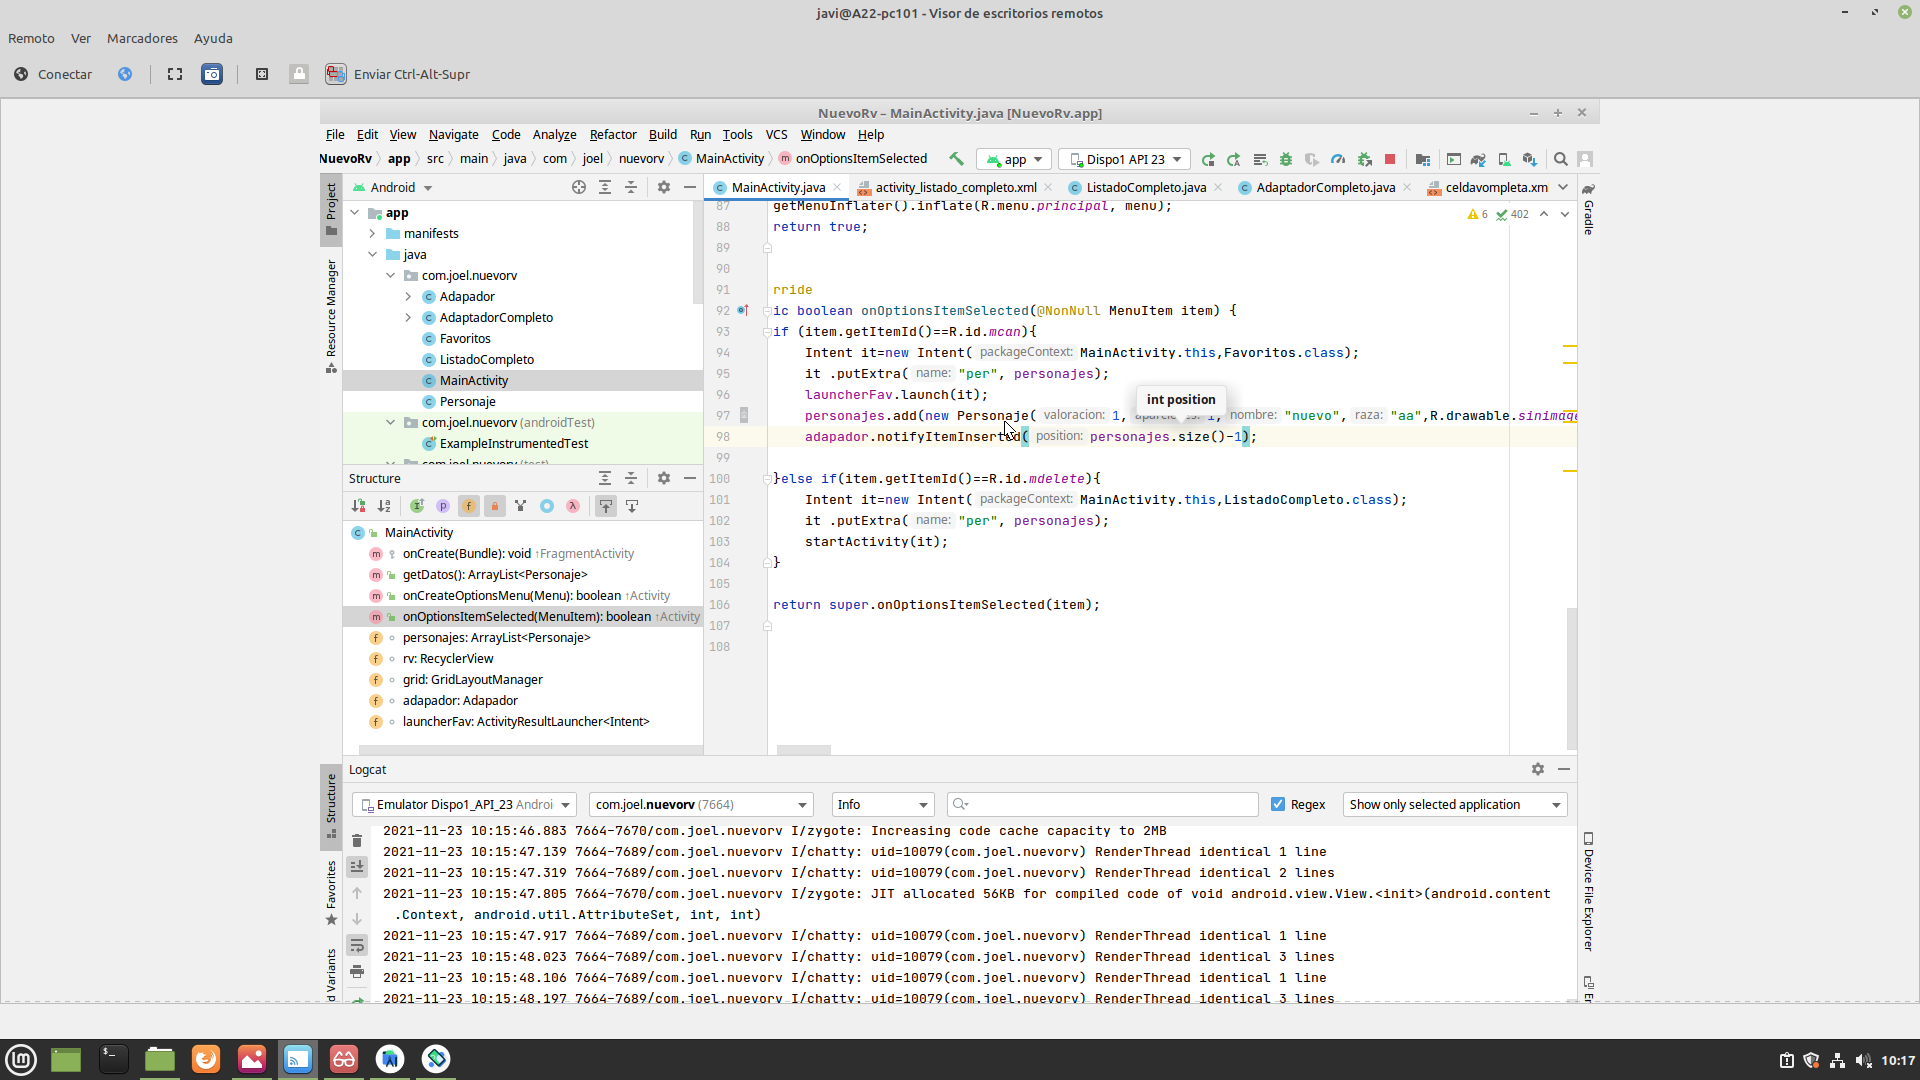 javi@A22-pc101 - Visor de escritorios remotos
Remoto Ver Marcadores Ayuda
Conectar Enviar Ctrl-Alt-Supr
NuevoRv – MainActivity.java [NuevoRv.app]
File Edit View Navigate Code Analyze Refactor Build Run Tools VCS Window Help
NuevoRv app src main java com joel nuevorv MainActivity onOptionsItemSelected app Dispo1 API 23
Project
Resource Manager
Android
MainActivity.java activity_listado_completo.xml ListadoCompleto.java AdaptadorCompleto.java celdavompleta.xm
Gradle
app
manifests
java
com.joel.nuevorv
Adapador
AdaptadorCompleto
Favoritos
ListadoCompleto
MainActivity
Personaje
com.joel.nuevorv (androidTest)
ExampleInstrumentedTest
com.joel.nuevorv (test)
6 402
87 getMenuInflater().inflate(R.menu.principal, menu);
88 return true;
89
90
91 rride
92 ic boolean onOptionsItemSelected(@NonNull MenuItem item) {
93 if (item.getItemId()==R.id.mcan){
94 Intent it=new Intent( packageContext: MainActivity.this,Favoritos.class);
95 it .putExtra( name: "per", personajes);
96 launcherFav.launch(it);
int position
97 personajes.add(new Personaje( valoracion: 1, 1, nombre: "nuevo", raza: "aa",R.drawable.sinimage
98 adapador.notifyItemInserted( position: personajes.size()-1);
99
100 }else if(item.getItemId()==R.id.mdelete){
101 Intent it=new Intent( packageContext: MainActivity.this,ListadoCompleto.class);
102 it .putExtra( name: "per", personajes);
103 startActivity(it);
104 }
105
106 return super.onOptionsItemSelected(item);
107
108
Structure
MainActivity
onCreate(Bundle): void ↑FragmentActivity
getDatos(): ArrayList<Personaje>
onCreateOptionsMenu(Menu): boolean ↑Activity
onOptionsItemSelected(MenuItem): boolean ↑Activity
personajes: ArrayList<Personaje>
rv: RecyclerView
grid: GridLayoutManager
adapador: Adapador
launcherFav: ActivityResultLauncher<Intent>
Structure
Favorites
d Variants
Logcat
Emulator Dispo1_API_23 Androi com.joel.nuevorv (7664) Info Regex Show only selected application
2021-11-23 10:15:46.883 7664-7670/com.joel.nuevorv I/zygote: Increasing code cache capacity to 2MB
2021-11-23 10:15:47.139 7664-7689/com.joel.nuevorv I/chatty: uid=10079(com.joel.nuevorv) RenderThread identical 1 line
2021-11-23 10:15:47.319 7664-7689/com.joel.nuevorv I/chatty: uid=10079(com.joel.nuevorv) RenderThread identical 2 lines
2021-11-23 10:15:47.805 7664-7670/com.joel.nuevorv I/zygote: JIT allocated 56KB for compiled code of void android.view.View.<init>(android.content
.Context, android.util.AttributeSet, int, int)
2021-11-23 10:15:47.917 7664-7689/com.joel.nuevorv I/chatty: uid=10079(com.joel.nuevorv) RenderThread identical 1 line
2021-11-23 10:15:48.023 7664-7689/com.joel.nuevorv I/chatty: uid=10079(com.joel.nuevorv) RenderThread identical 3 lines
2021-11-23 10:15:48.106 7664-7689/com.joel.nuevorv I/chatty: uid=10079(com.joel.nuevorv) RenderThread identical 1 line
2021-11-23 10:15:48.197 7664-7689/com.joel.nuevorv I/chatty: uid=10079(com.joel.nuevorv) RenderThread identical 3 lines
Device File Explorer
Er
10:17